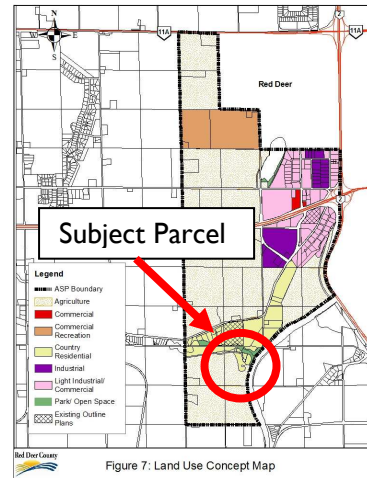 N
W E
S
11A
2
11A
Red Deer
2
Subject Parcel
Legend
ASP Boundary
Agriculture
Commercial
Commercial
Recreation
Country
Residential
Industrial
Light Industrial/
Commercial
Park/ Open Space
Existing Outline
Plans
Red Deer County
Figure 7: Land Use Concept Map